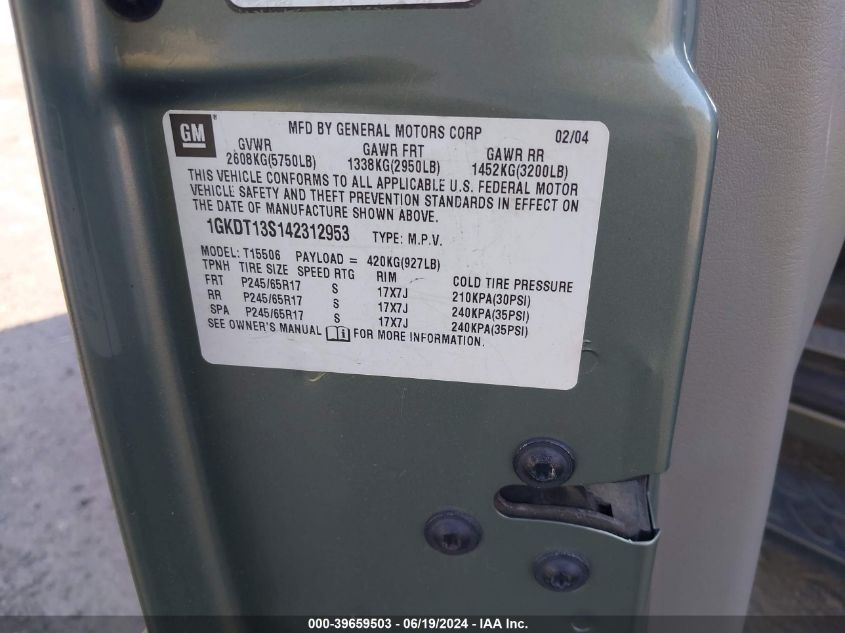 GM
MFD BY GENERAL MOTORS CORP 02/04
GVWR GAWR FRT GAWR RR
2608KG(5750LB) 1338KG(2950LB) 1452KG(3200LB)
THIS VEHICLE CONFORMS TO ALL APPLICABLE U.S. FEDERAL MOTOR
VEHICLE SAFETY AND THEFT PREVENTION STANDARDS IN EFFECT ON
THE DATE OF MANUFACTURE SHOWN ABOVE.
1GKDT13S142312953 TYPE: M.P.V.
MODEL: T15506 PAYLOAD = 420KG(927LB)
TPNH TIRE SIZE SPEED RTG RIM COLD TIRE PRESSURE
FRT P245/65R17 S 17X7J 210KPA(30PSI)
RR P245/65R17 S 17X7J 240KPA(35PSI)
SPA P245/65R17 S 17X7J 240KPA(35PSI)
SEE OWNER'S MANUAL FOR MORE INFORMATION.
000-39659503 - 06/19/2024 - IAA Inc.